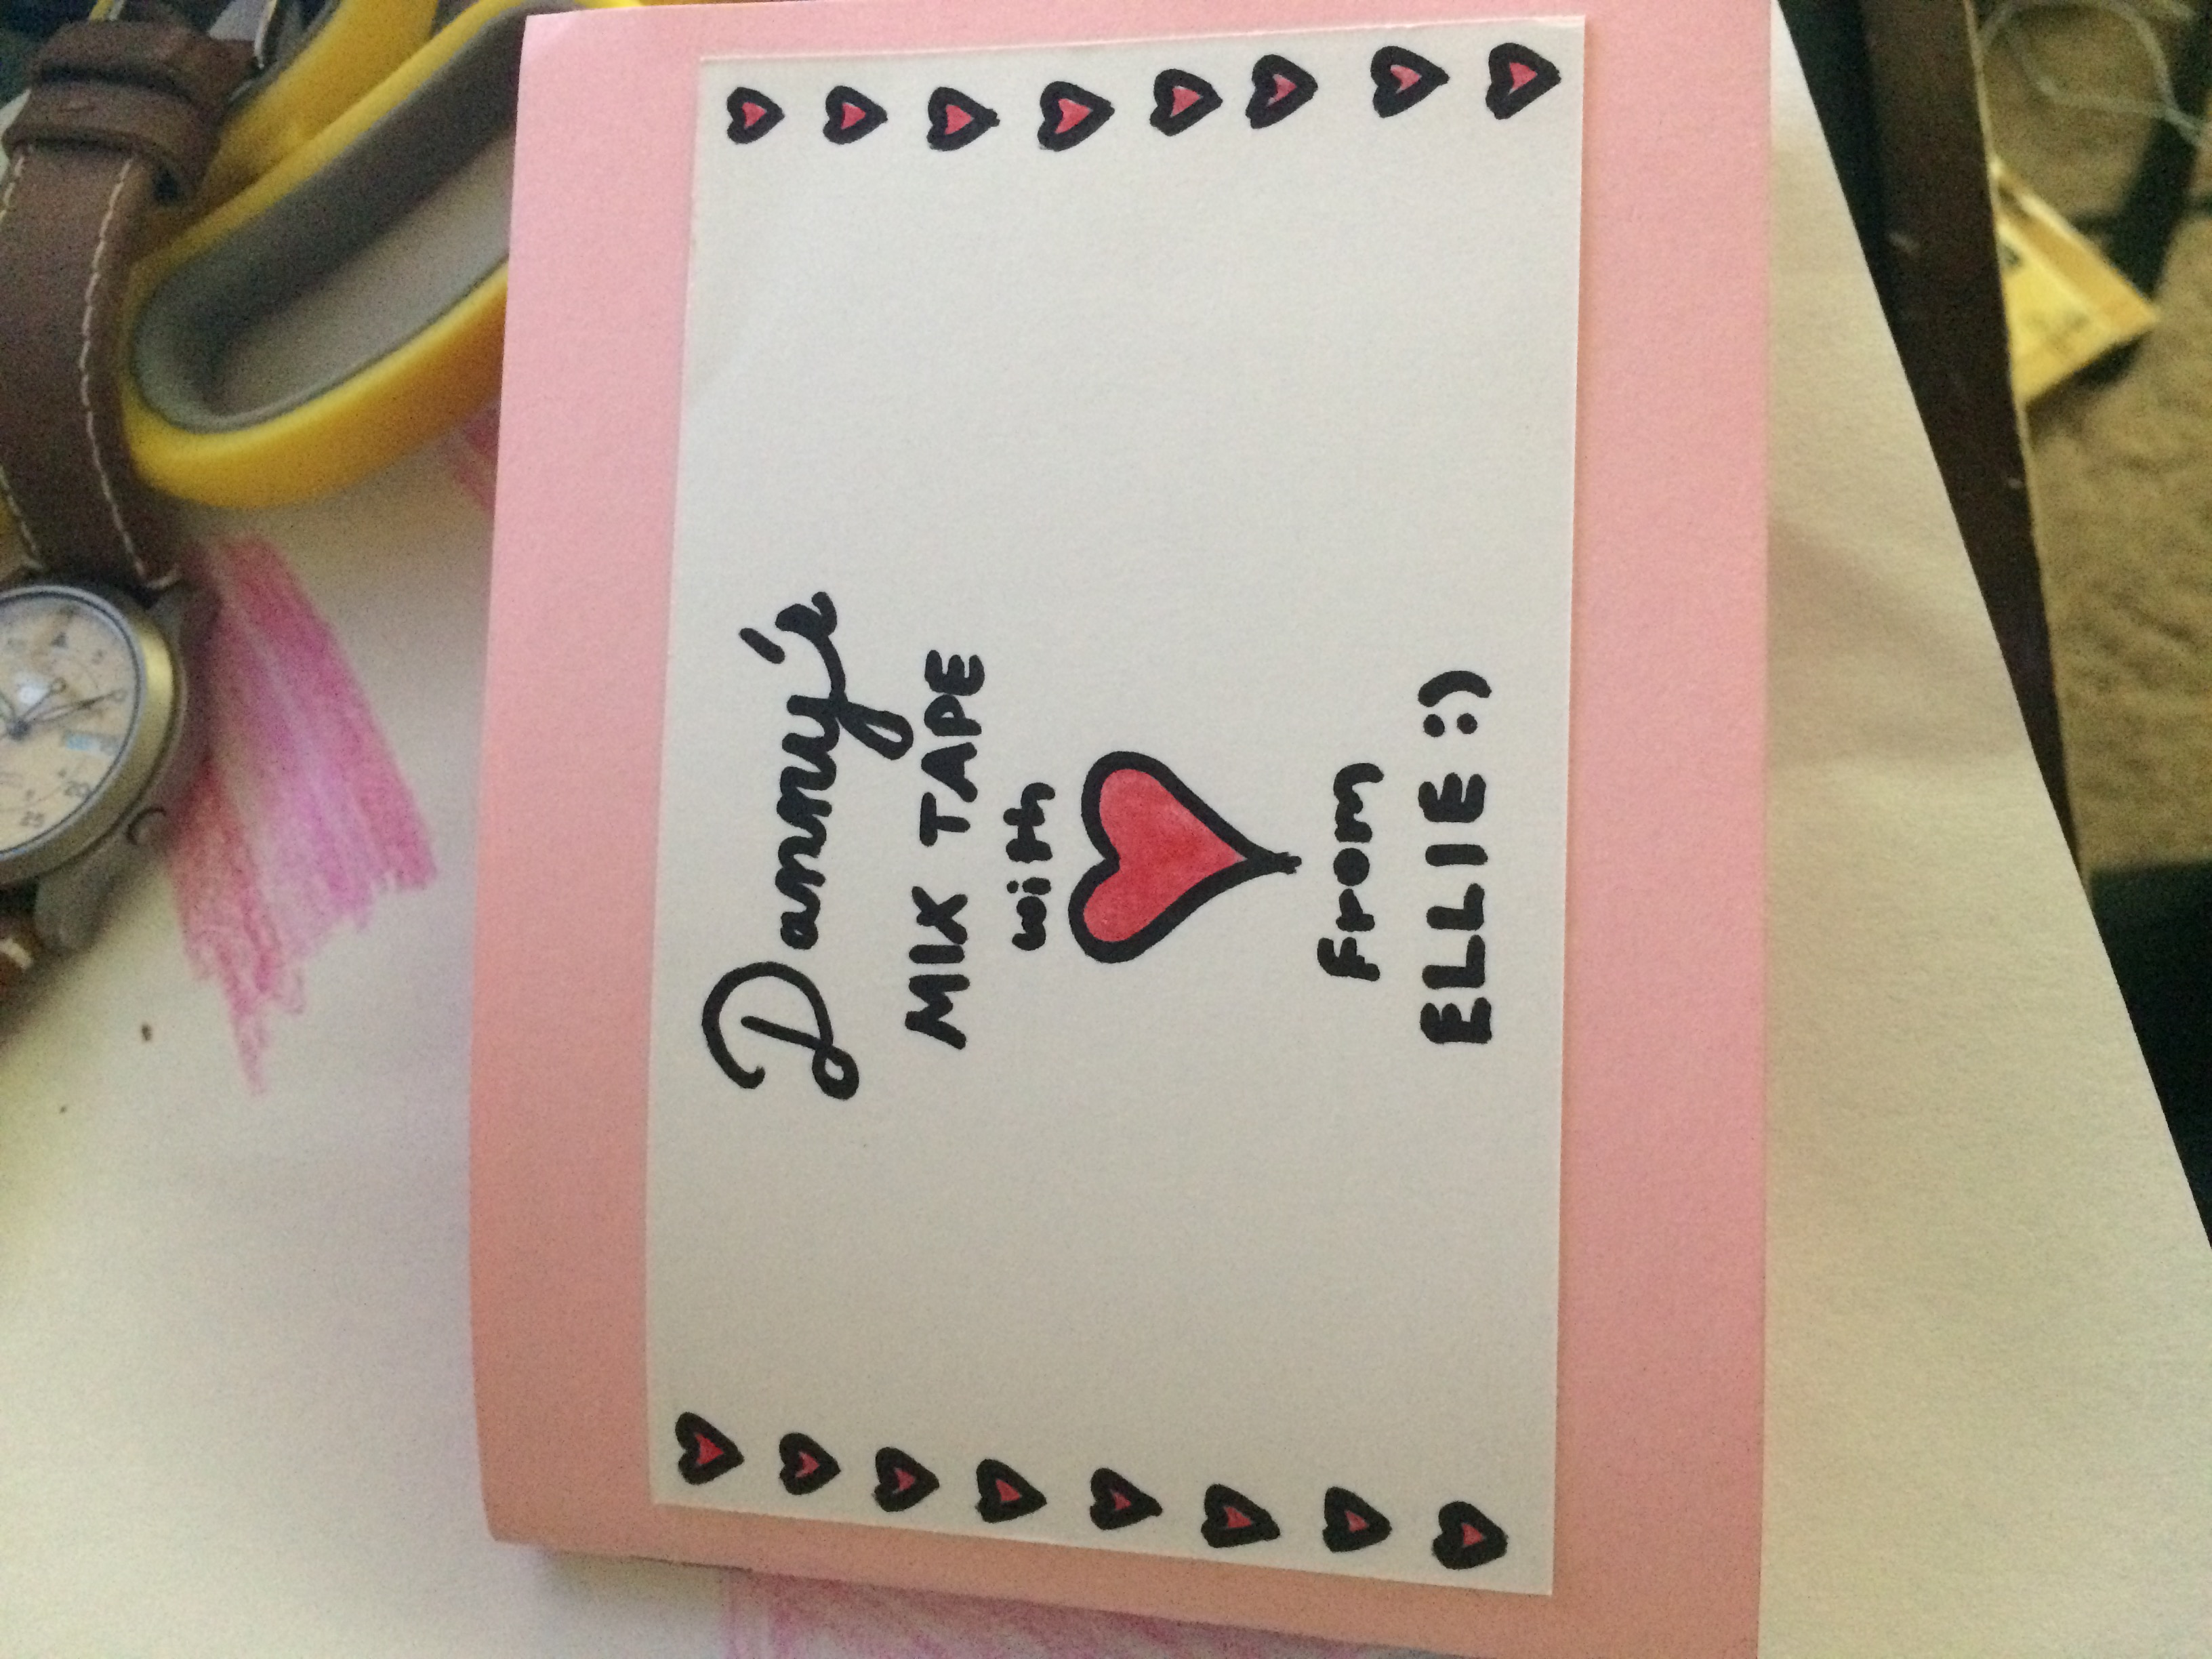 Danny's
MIX TAPE
with
From
ELLIE :)